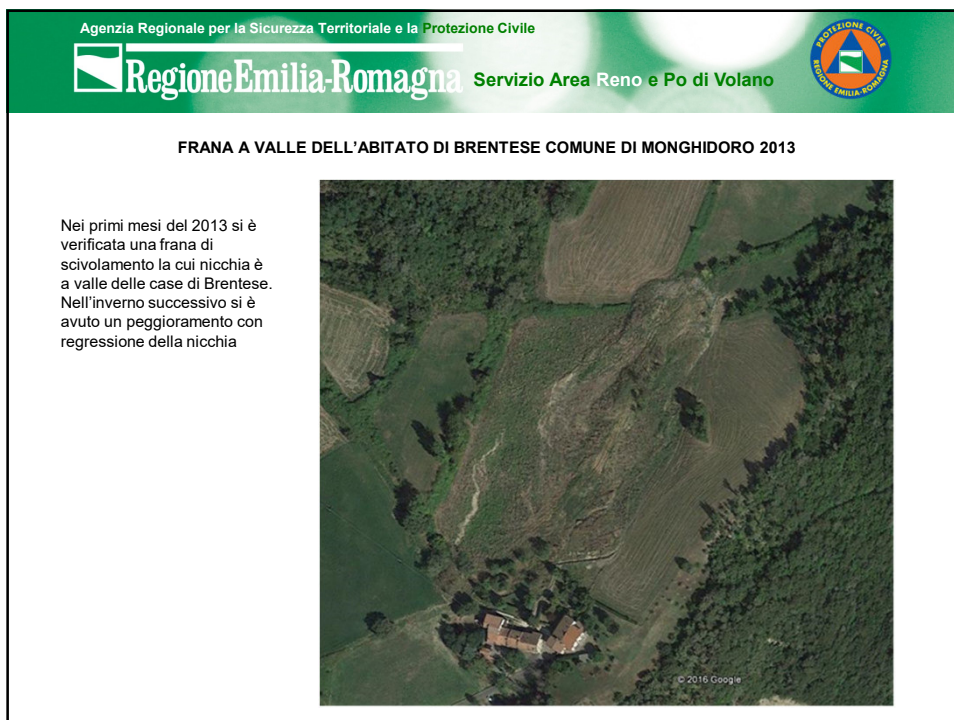 Agenzia Regionale per la Sicurezza Territoriale e la Protezione Civile
RegioneEmilia-Romagna Servizio Area Reno e Po di Volano
PROTEZIONE CIVILE
REGIONE EMILIA-ROMAGNA
FRANA A VALLE DELL’ABITATO DI BRENTESE COMUNE DI MONGHIDORO 2013
Nei primi mesi del 2013 si è
verificata una frana di
scivolamento la cui nicchia è
a valle delle case di Brentese.
Nell’inverno successivo si è
avuto un peggioramento con
regressione della nicchia
© 2016 Google